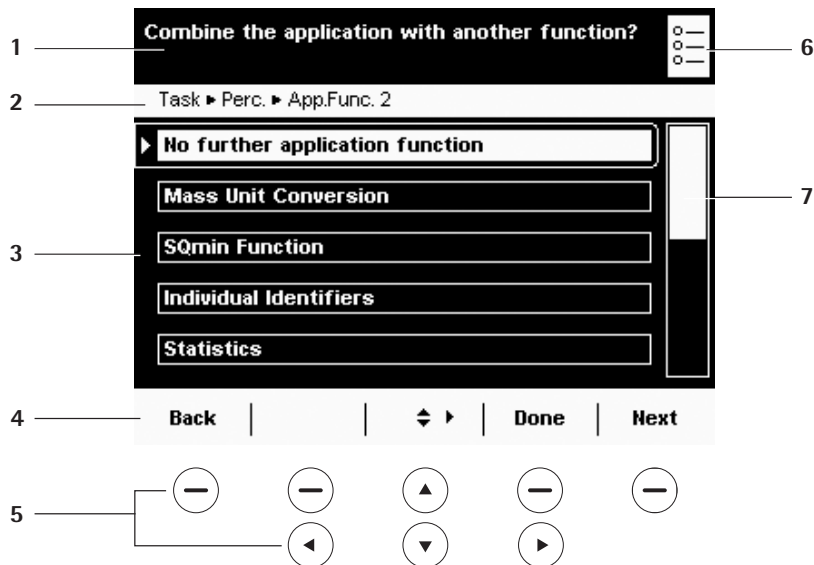 Combine the application with another function?
1
6
2
Task ▸ Perc. ▸ App.Func. 2
No further application function
Mass Unit Conversion
7
3
SQmin Function
Individual Identifiers
Statistics
4
Back Done Next
5